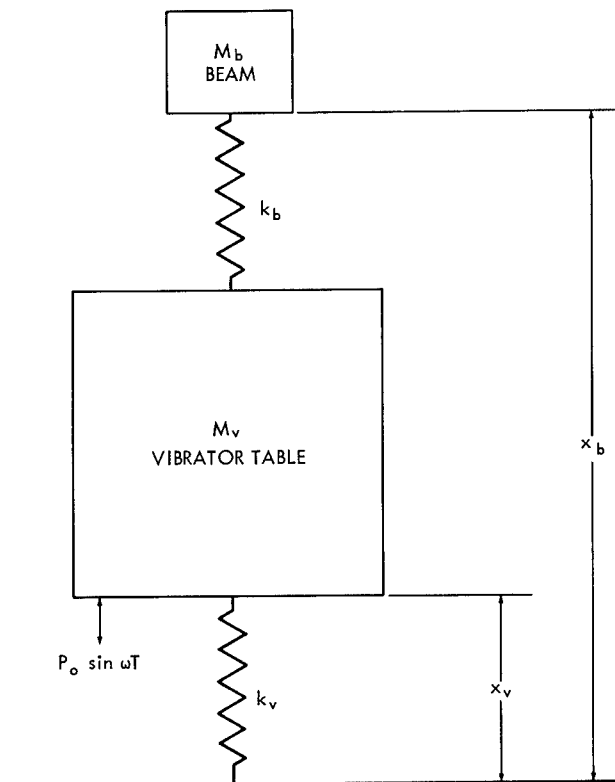 M_b
BEAM
k_b
M_v
VIBRATOR TABLE
x_b
P_o sin ωT
k_v
x_v